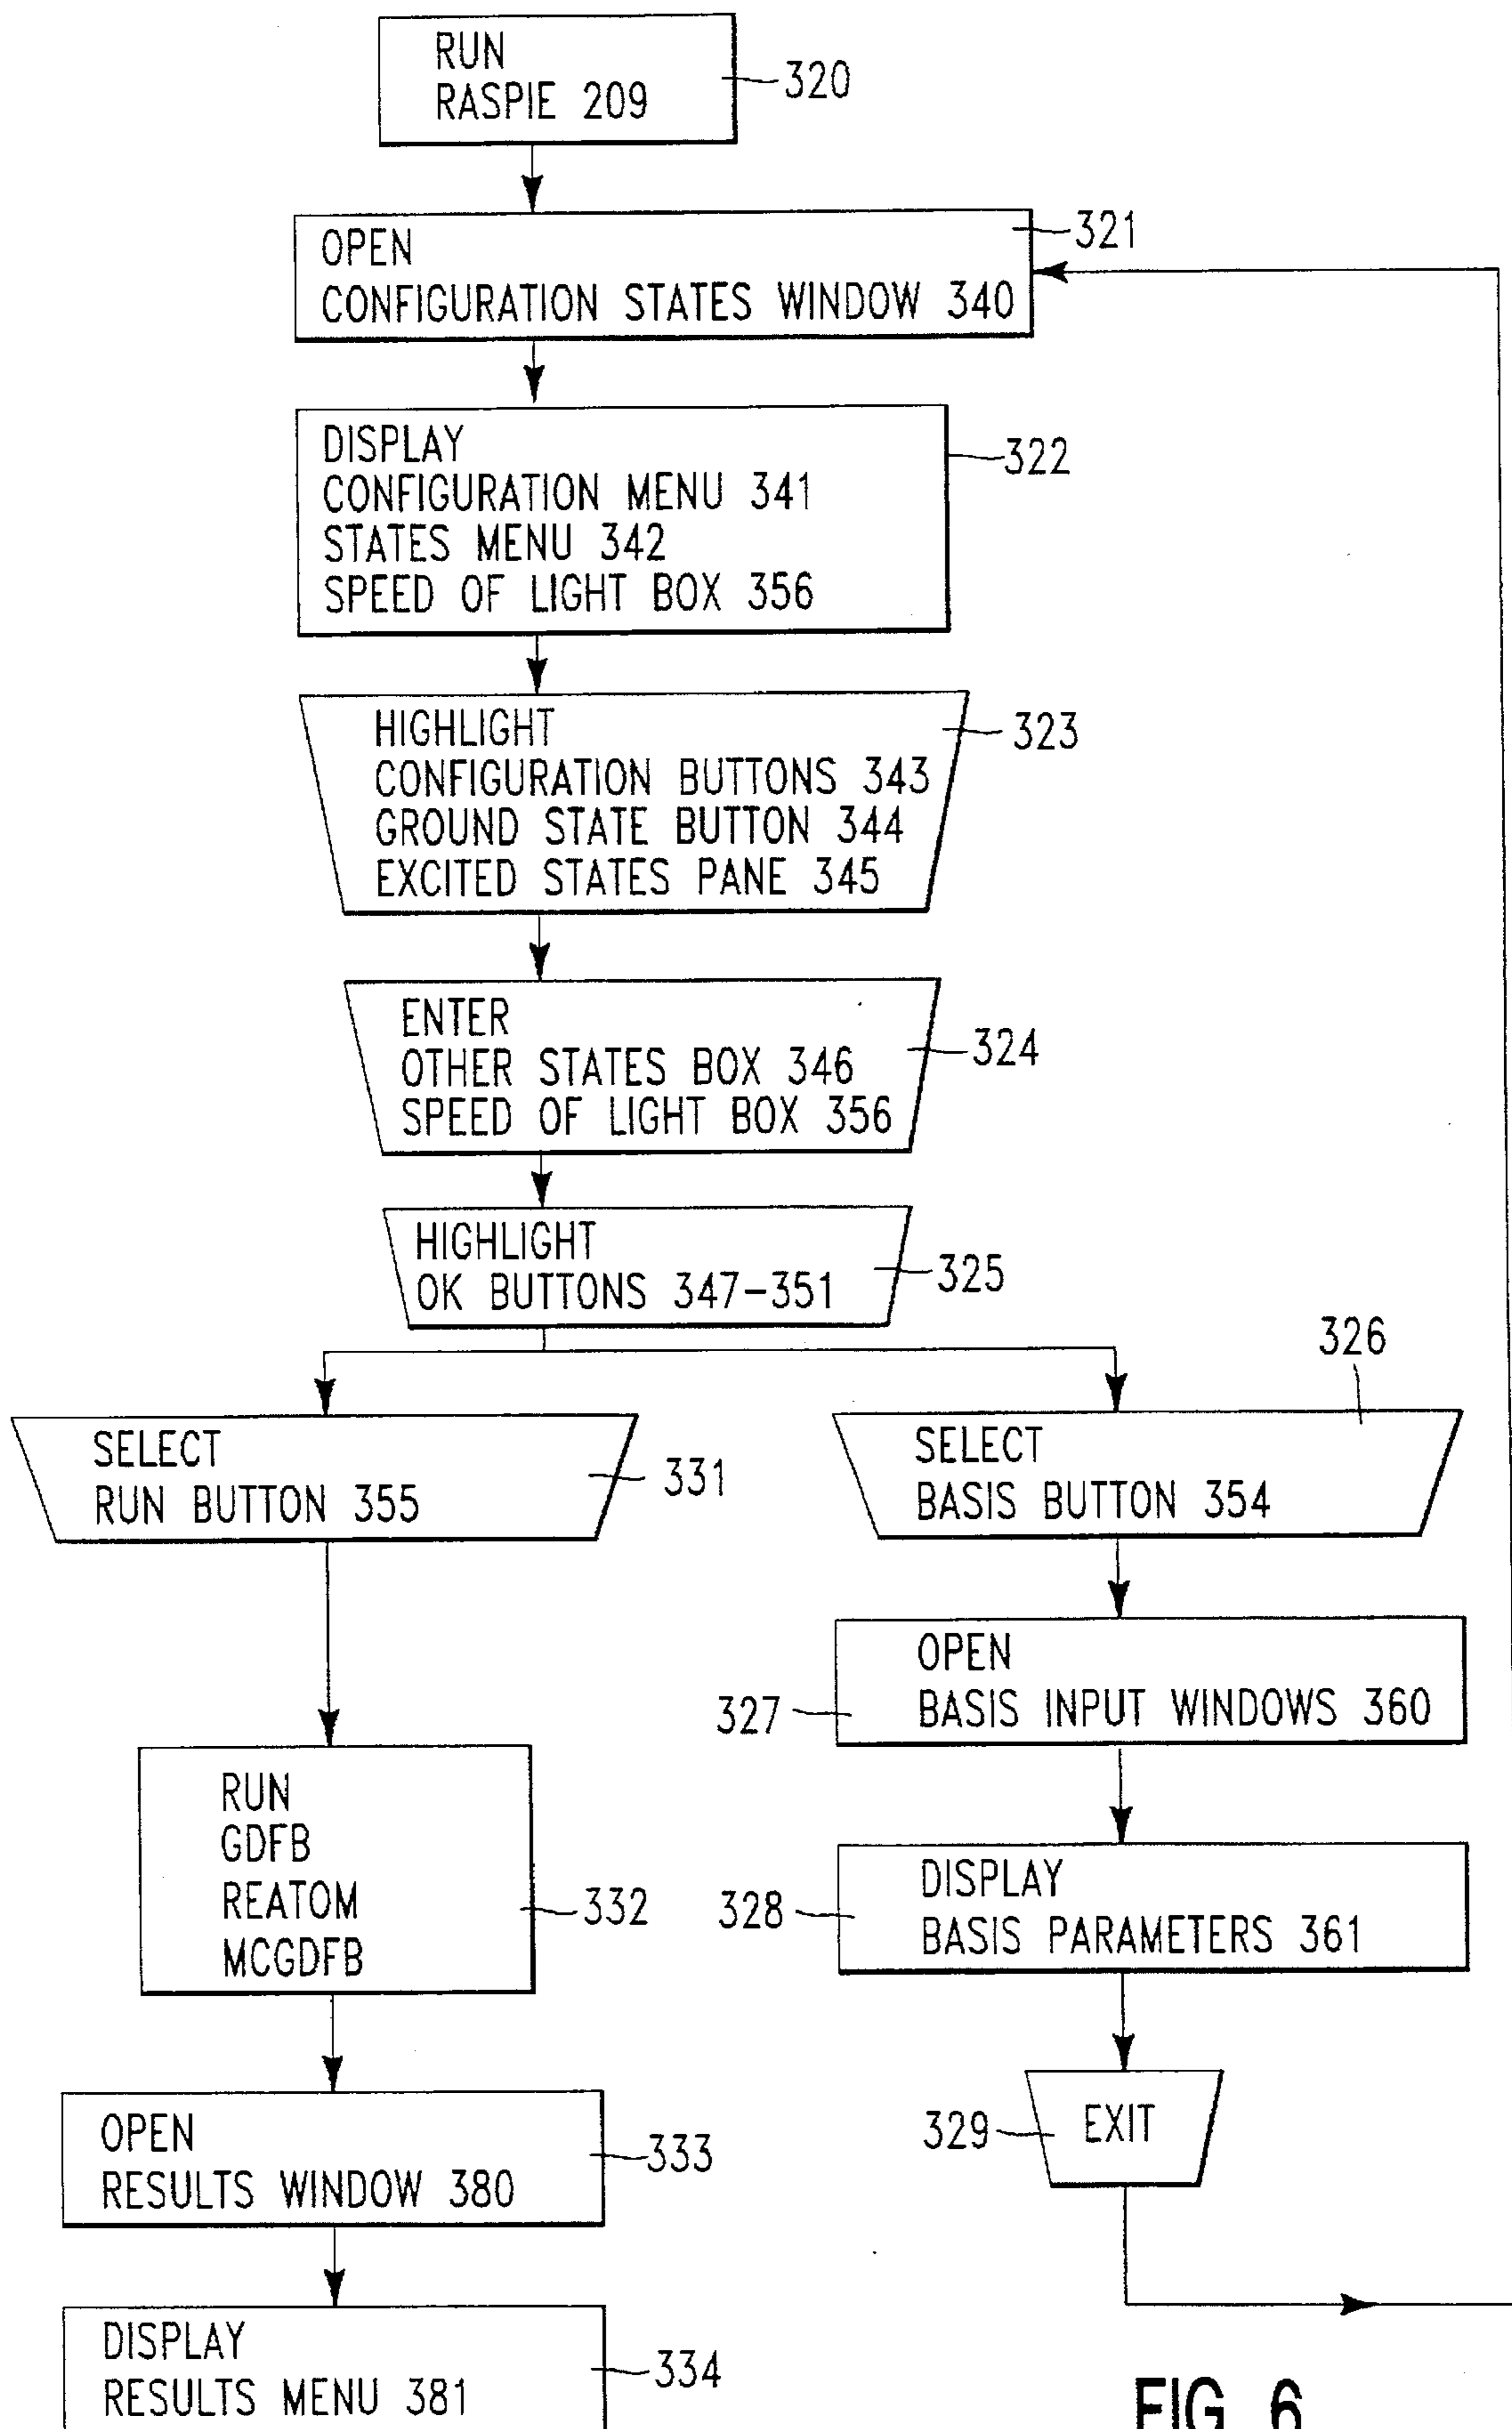 RUN
RASPIE 209
320
OPEN
CONFIGURATION STATES WINDOW 340
321
DISPLAY
CONFIGURATION MENU 341
STATES MENU 342
SPEED OF LIGHT BOX 356
322
HIGHLIGHT
CONFIGURATION BUTTONS 343
GROUND STATE BUTTON 344
EXCITED STATES PANE 345
323
ENTER
OTHER STATES BOX 346
SPEED OF LIGHT BOX 356
324
HIGHLIGHT
OK BUTTONS 347-351
325
SELECT
RUN BUTTON 355
331
RUN
GDFB
REATOM
MCGDFB
332
OPEN
RESULTS WINDOW 380
333
DISPLAY
RESULTS MENU 381
334
326
SELECT
BASIS BUTTON 354
OPEN
BASIS INPUT WINDOWS 360
327
DISPLAY
BASIS PARAMETERS 361
328
EXIT
329
FIG. 6